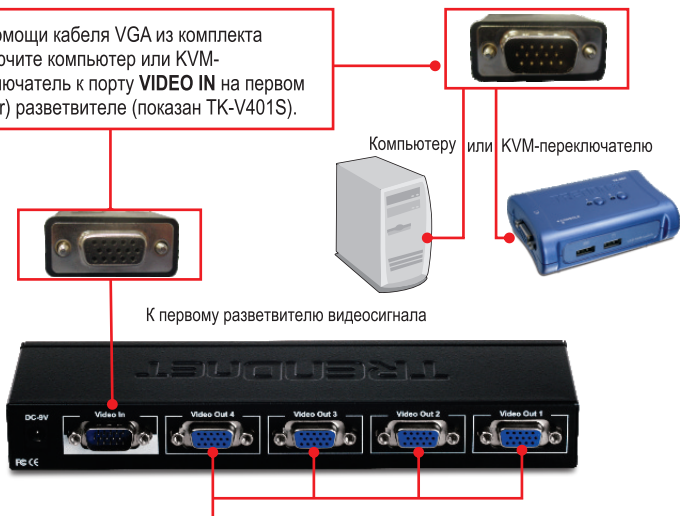 омощи кабеля VGA из комплекта
ючите компьютер или KVM-
лючатель к порту VIDEO IN на первом
r) разветвителе (показан TK-V401S).
Компьютеру или KVM-переключателю
К первому разветвителю видеосигнала
TRENDNET
DC-9V Video In Video Out 4 Video Out 3 Video Out 2 Video Out 1
FC CE